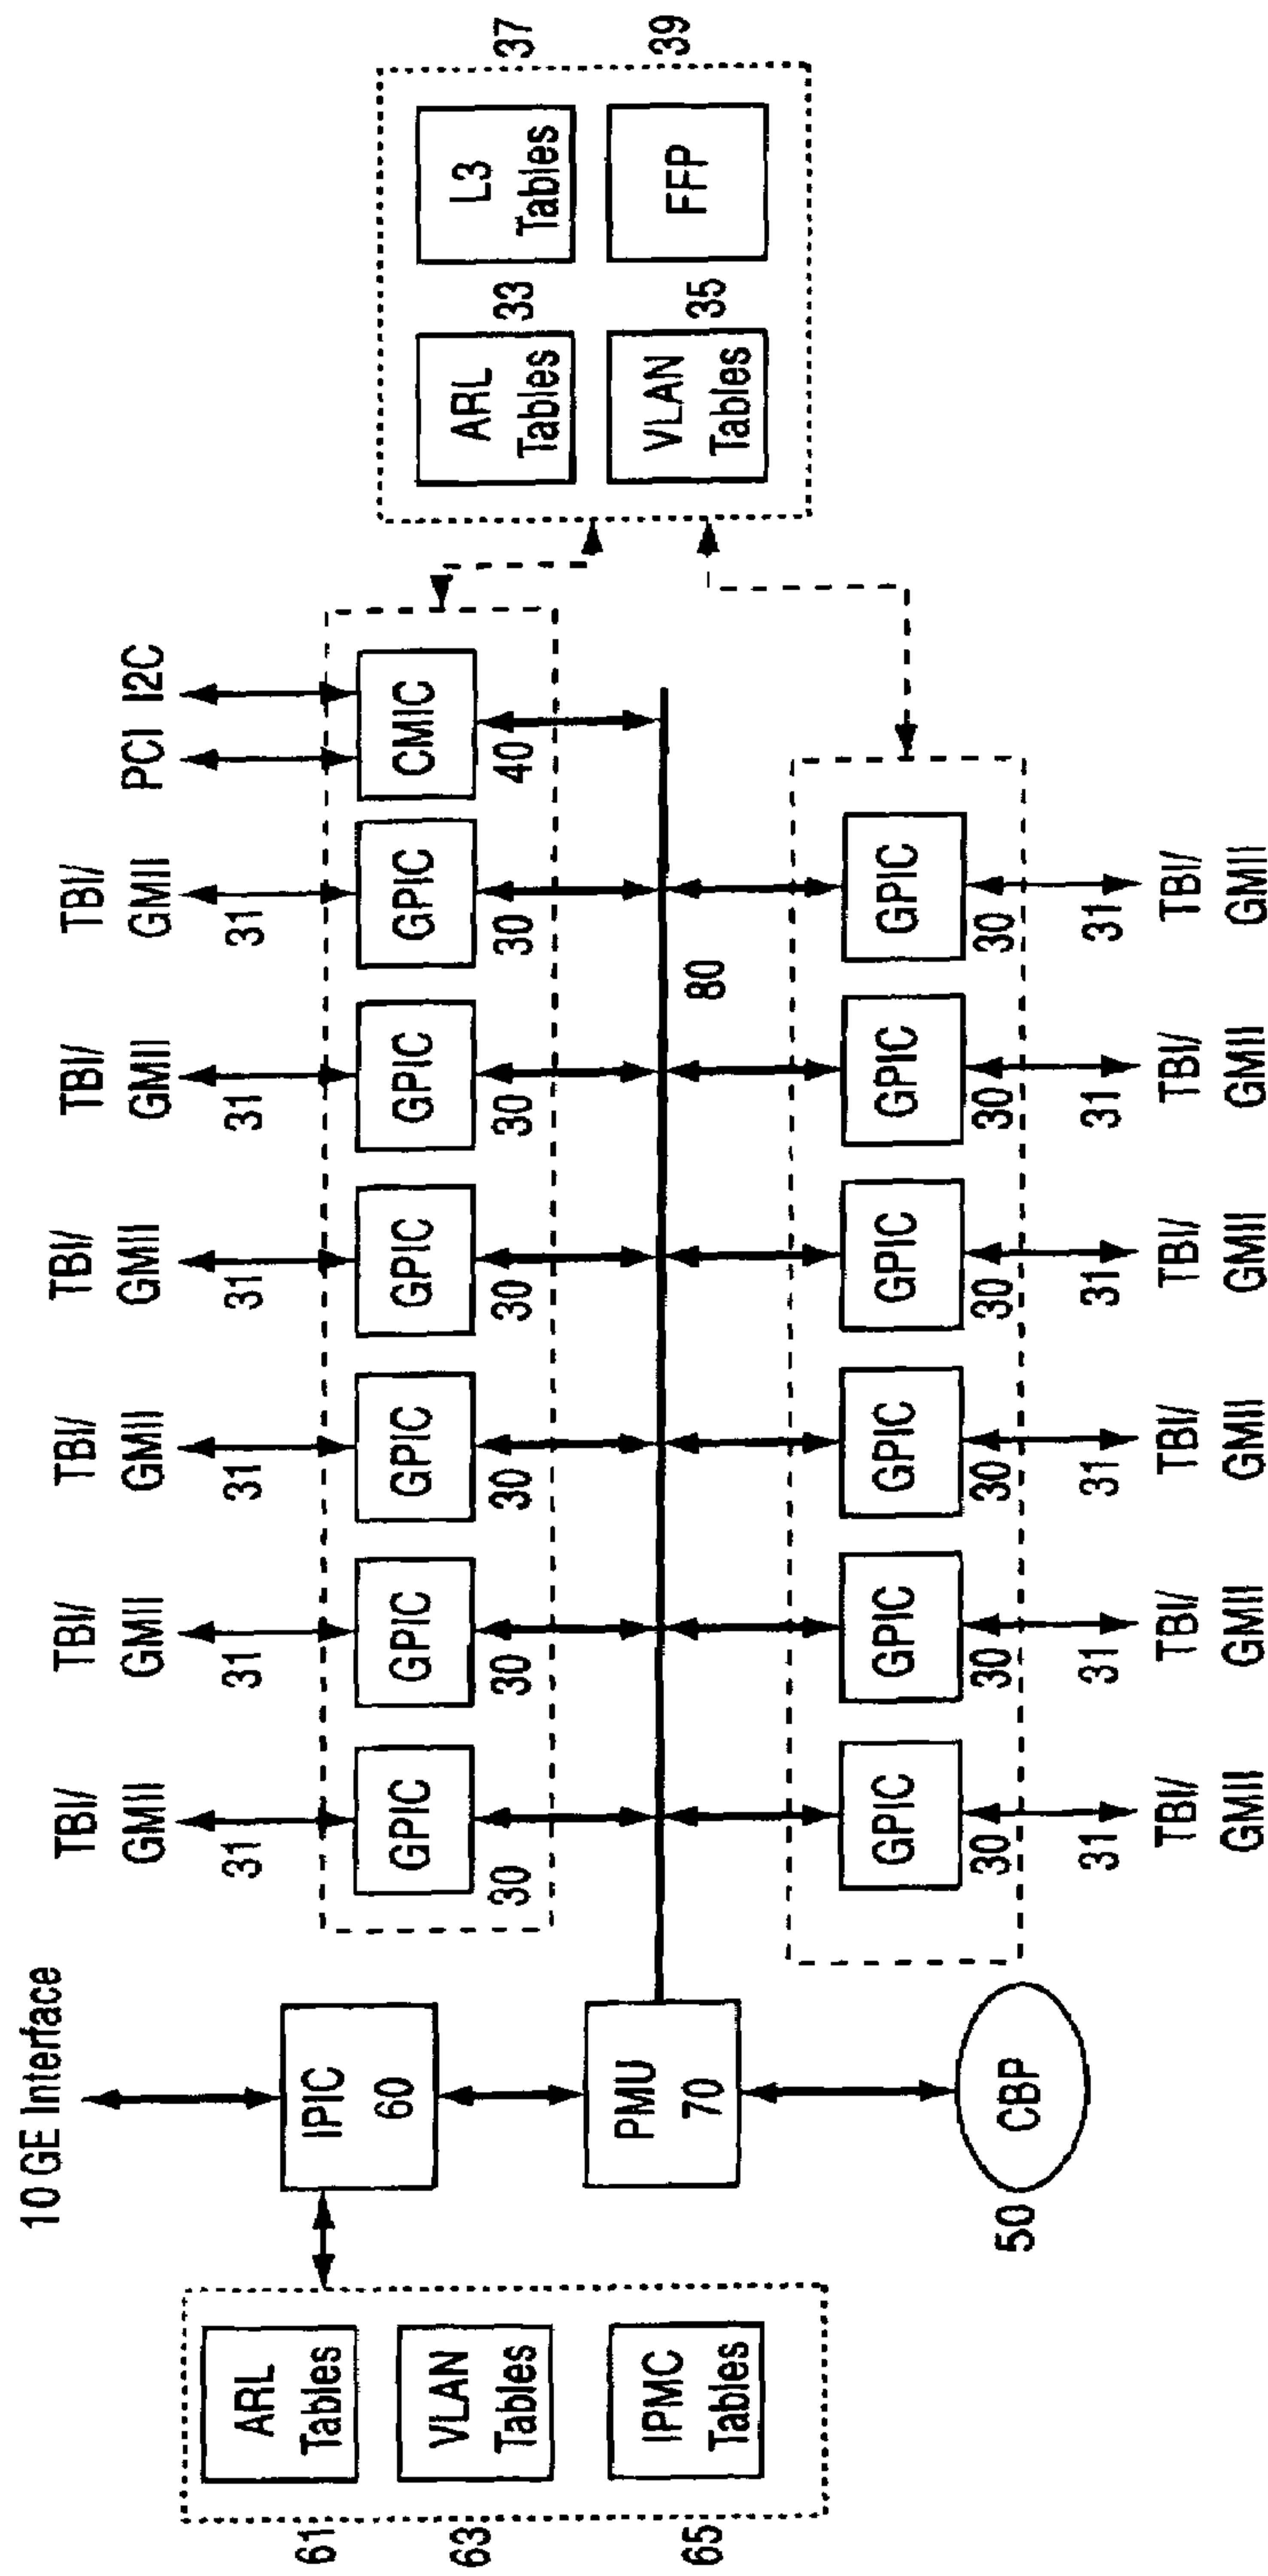 10 GE Interface
TBI/
GMII
TBI/
GMII
TBI/
GMII
TBI/
GMII
TBI/
GMII
TBI/
GMII
PCI
I2C
31
31
31
31
31
31
ARL
Tables
61
VLAN
Tables
63
IPMC
Tables
65
IPIC
60
GPIC
GPIC
GPIC
GPIC
GPIC
GPIC
CMIC
30
30
30
30
30
30
40
ARL
Tables
33
L3
Tables
37
VLAN
Tables
35
FFP
39
PMU
70
80
GPIC
GPIC
GPIC
GPIC
GPIC
GPIC
30
30
30
30
30
30
CBP
50
31
31
31
31
31
31
TBI/
GMII
TBI/
GMII
TBI/
GMII
TBI/
GMII
TBI/
GMII
TBI/
GMII